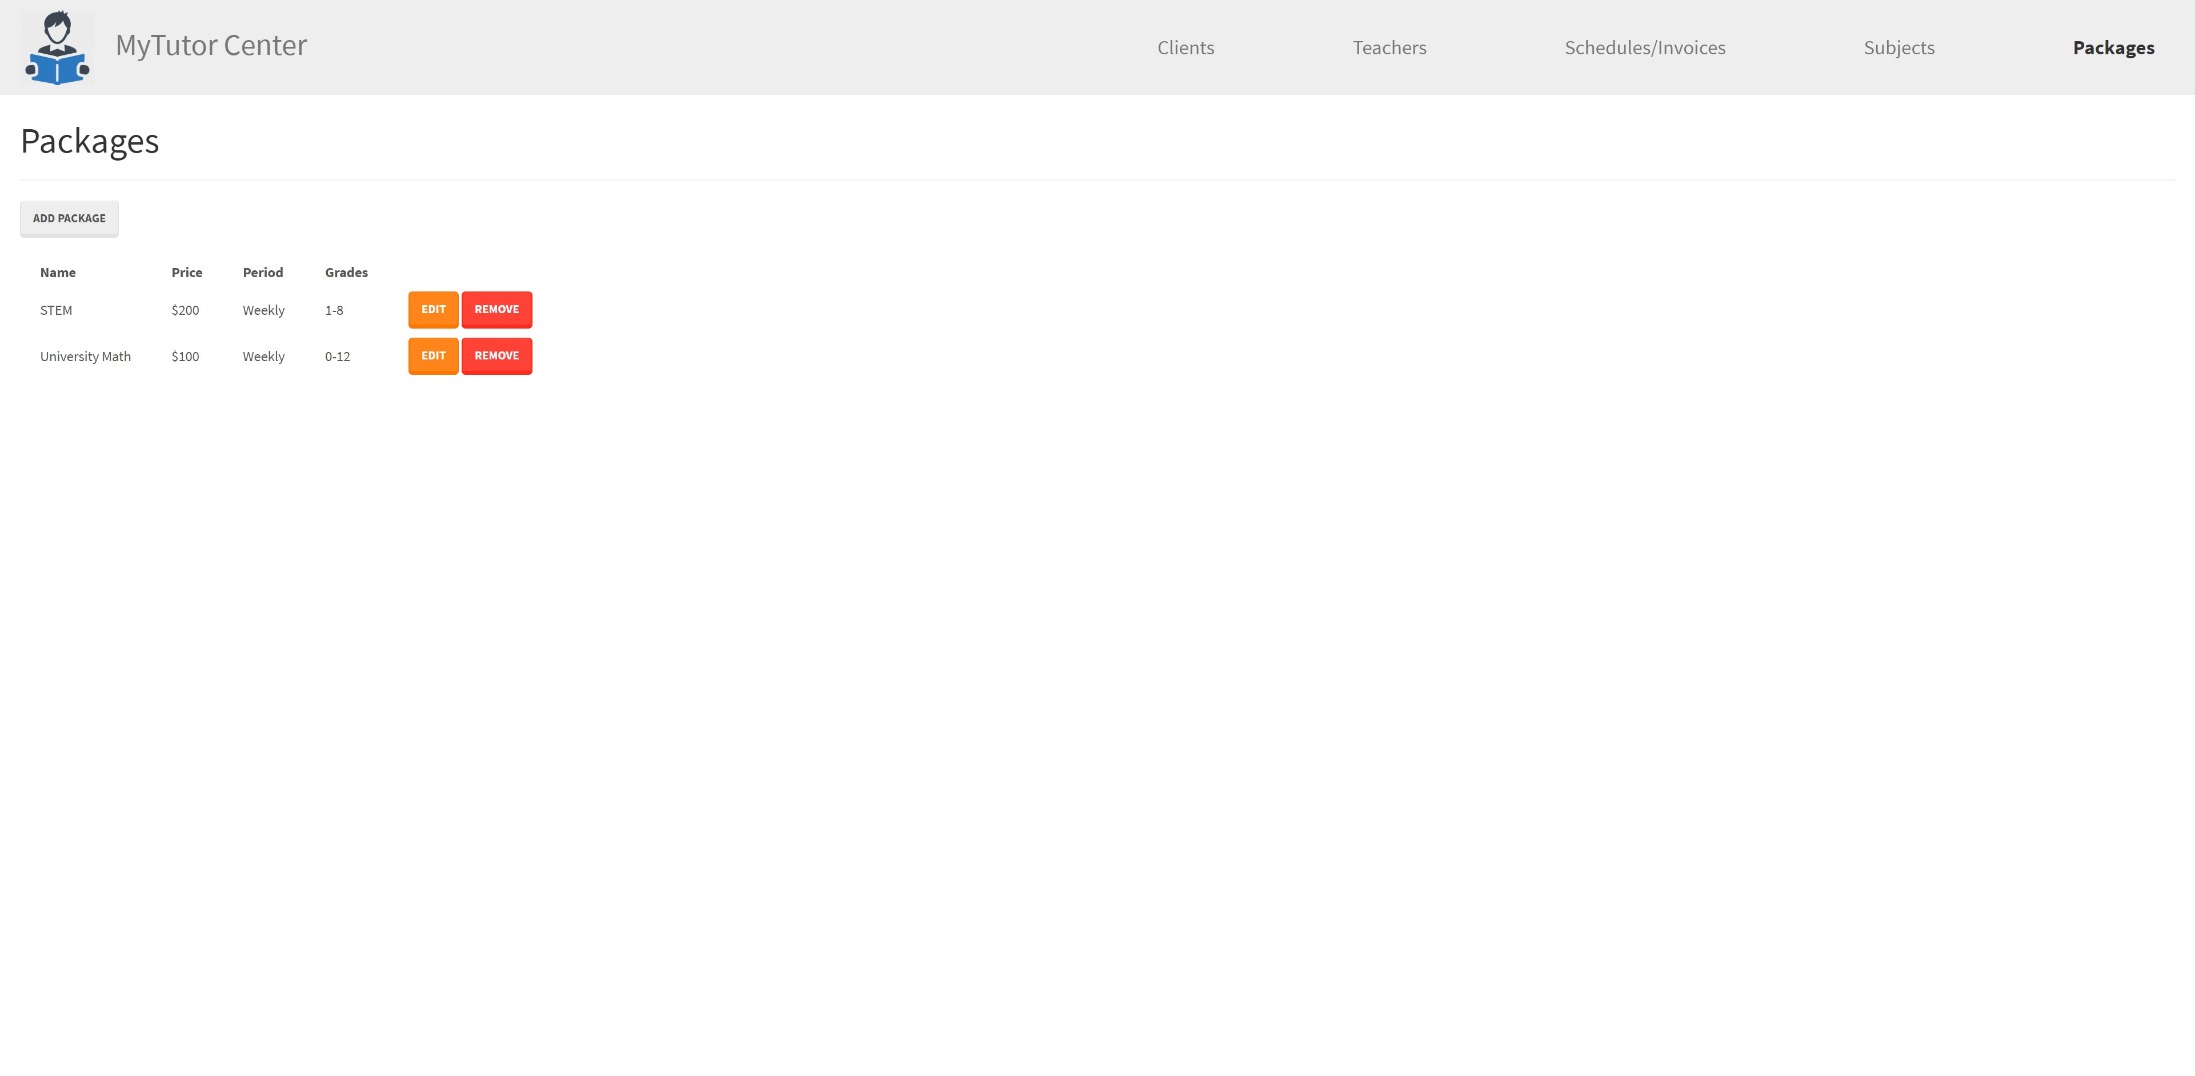 MyTutor Center Clients Teachers Schedules/Invoices Subjects Packages
Packages
ADD PACKAGE
Name Price Period Grades
STEM $200 Weekly 1-8 EDIT REMOVE
University Math $100 Weekly 0-12 EDIT REMOVE